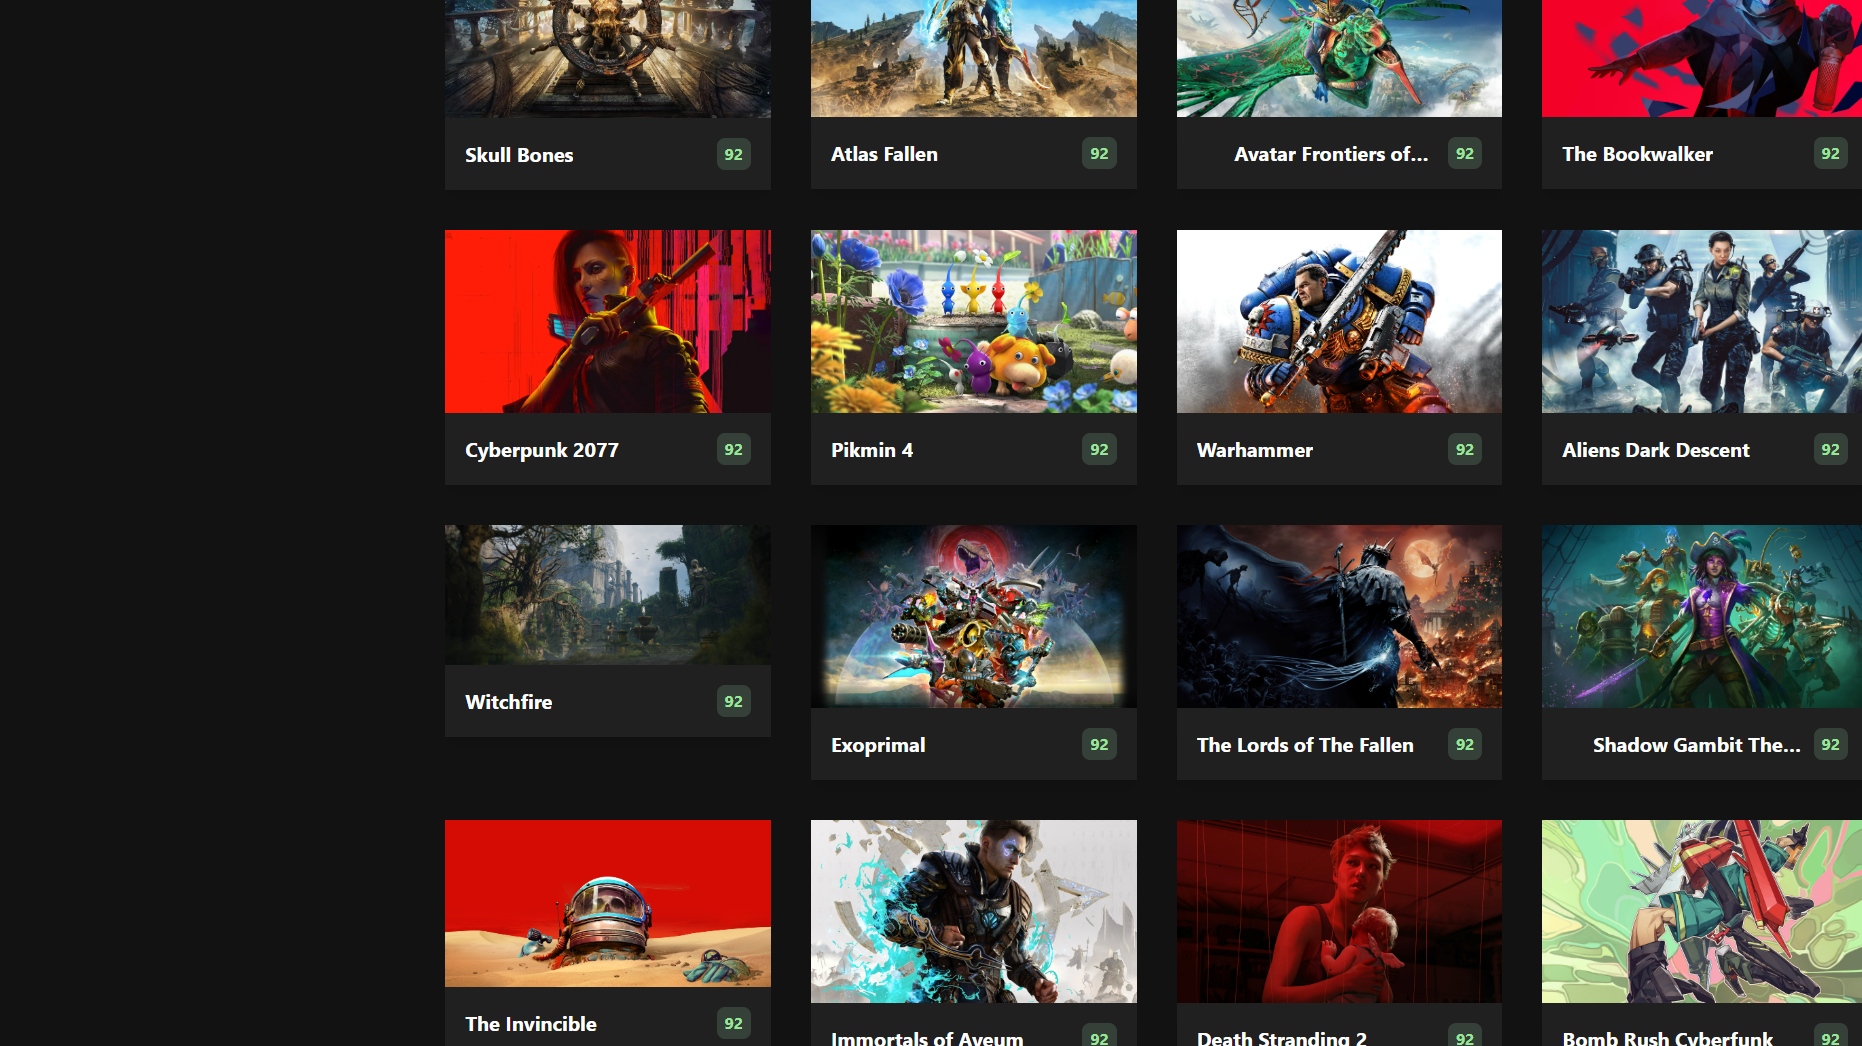 Skull Bones 92
Atlas Fallen 92
Avatar Frontiers of... 92
The Bookwalker 92
Cyberpunk 2077 92
Pikmin 4 92
Warhammer 92
Aliens Dark Descent 92
Witchfire 92
Exoprimal 92
The Lords of The Fallen 92
Shadow Gambit The... 92
The Invincible 92
Immortals of Aveum 92
Death Stranding 2 92
Bomb Rush Cyberfunk 92